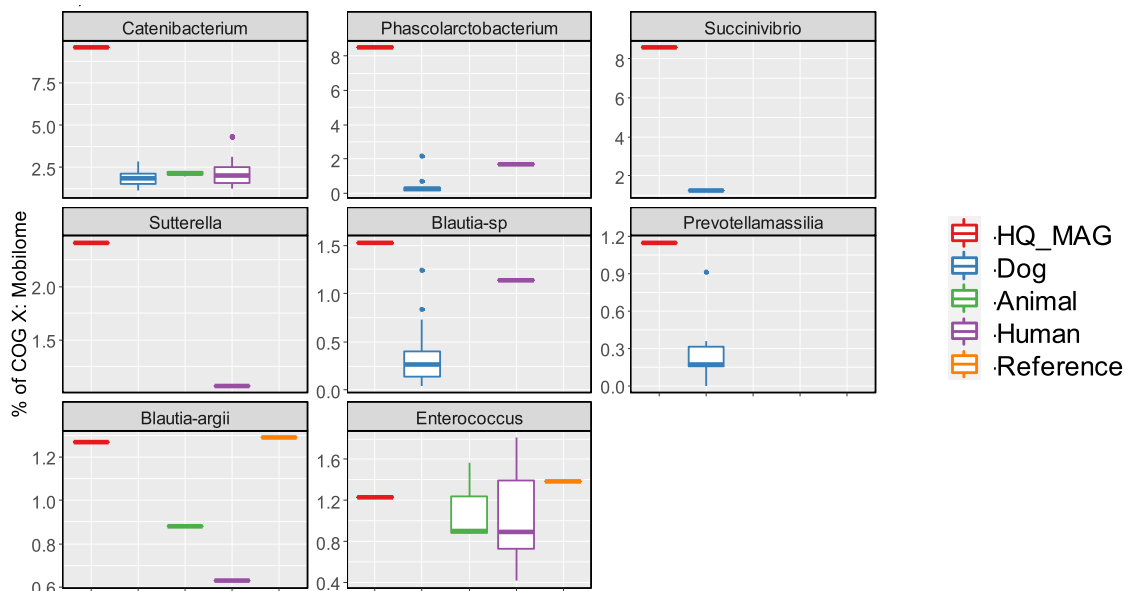 Catenibacterium
Phascolarctobacterium
Succinivibrio
7.5
5.0
2.5
8
6
4
2
0
8
6
4
2
Sutterella
Blautia-sp
Prevotellamassilia
2.0
1.5
1.5
1.0
0.5
0.0
1.2
0.9
0.6
0.3
0.0
Blautia-argii
Enterococcus
1.2
1.0
0.8
0.6
1.6
1.2
0.8
0.4
% of COG X: Mobilome
HQ_MAG
Dog
Animal
Human
Reference